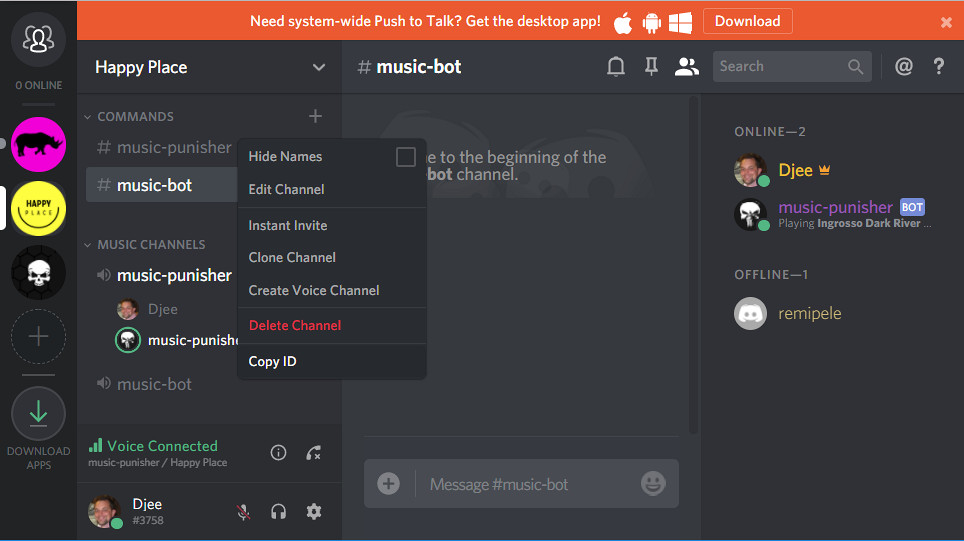 Need system-wide Push to Talk? Get the desktop app!
Download
0 ONLINE
HAPPY
PLACE
DOWNLOAD
APPS
Happy Place
COMMANDS
# music-punisher
# music-bot
MUSIC CHANNELS
music-punisher
Djee
music-punishe
music-bot
Voice Connected
music-punisher / Happy Place
Djee
#3758
Hide Names
Edit Channel
Instant Invite
Clone Channel
Create Voice Channel
Delete Channel
Copy ID
# music-bot
Search
@ ?
e to the beginning of the
bot channel.
Message #music-bot
ONLINE—2
Djee
music-punisher BOT
Playing Ingrosso Dark River ...
OFFLINE—1
remipele